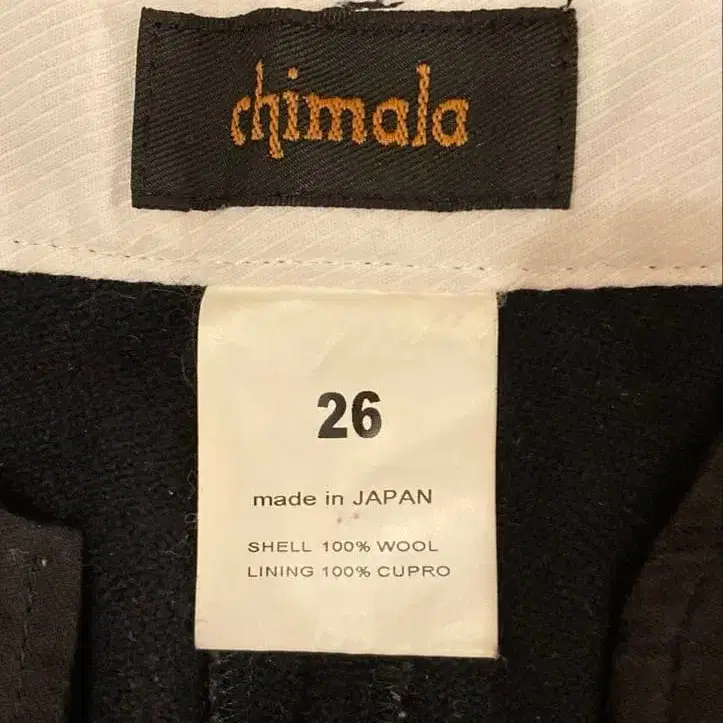 chimala
26
made in JAPAN
SHELL 100% WOOL
LINING 100% CUPRO